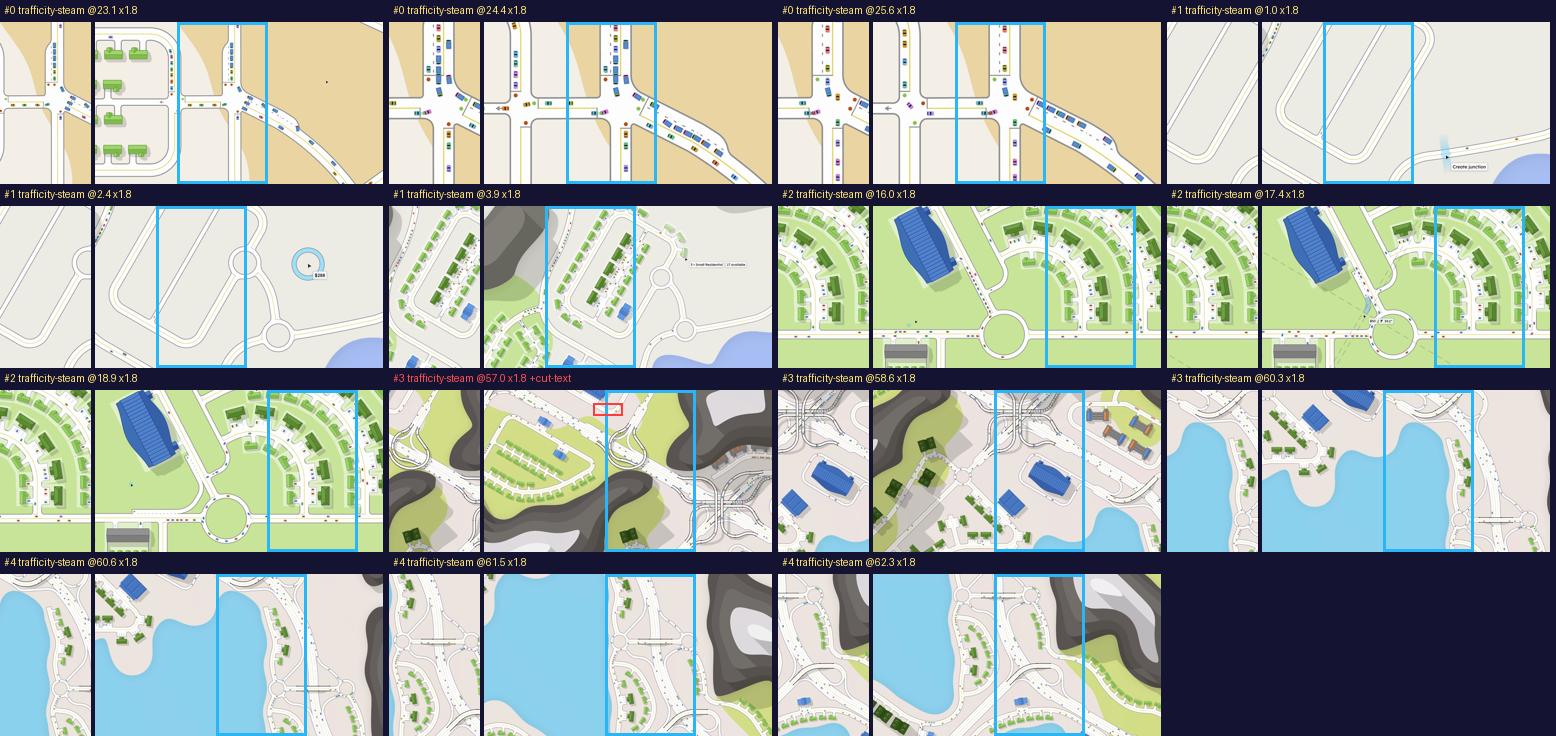 #0 trafficity-steam @23.1 x1.8
#0 trafficity-steam @24.4 x1.8
#0 trafficity-steam @25.6 x1.8
#1 trafficity-steam @1.0 x1.8
Create junction
#1 trafficity-steam @2.4 x1.8
#1 trafficity-steam @3.9 x1.8
#2 trafficity-steam @16.0 x1.8
#2 trafficity-steam @17.4 x1.8
$288
#2 trafficity-steam @18.9 x1.8
#3 trafficity-steam @57.0 x1.8 +cut-text
#3 trafficity-steam @58.6 x1.8
#3 trafficity-steam @60.3 x1.8
#4 trafficity-steam @60.6 x1.8
#4 trafficity-steam @61.5 x1.8
#4 trafficity-steam @62.3 x1.8